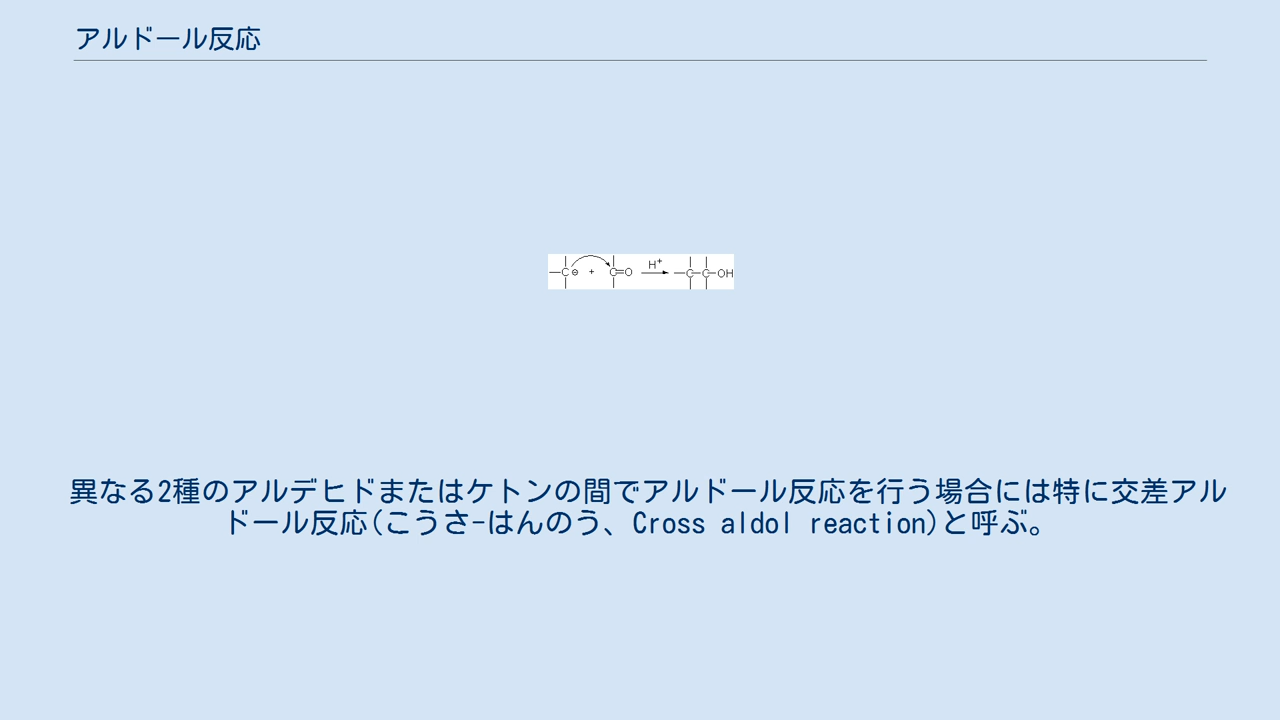 アルドール反応
C⊖ + C=O H⁺ C-C-OH
異なる2種のアルデヒドまたはケトンの間でアルドール反応を行う場合には特に交差アル
ドール反応(こうさ-はんのう、Cross aldol reaction)と呼ぶ。